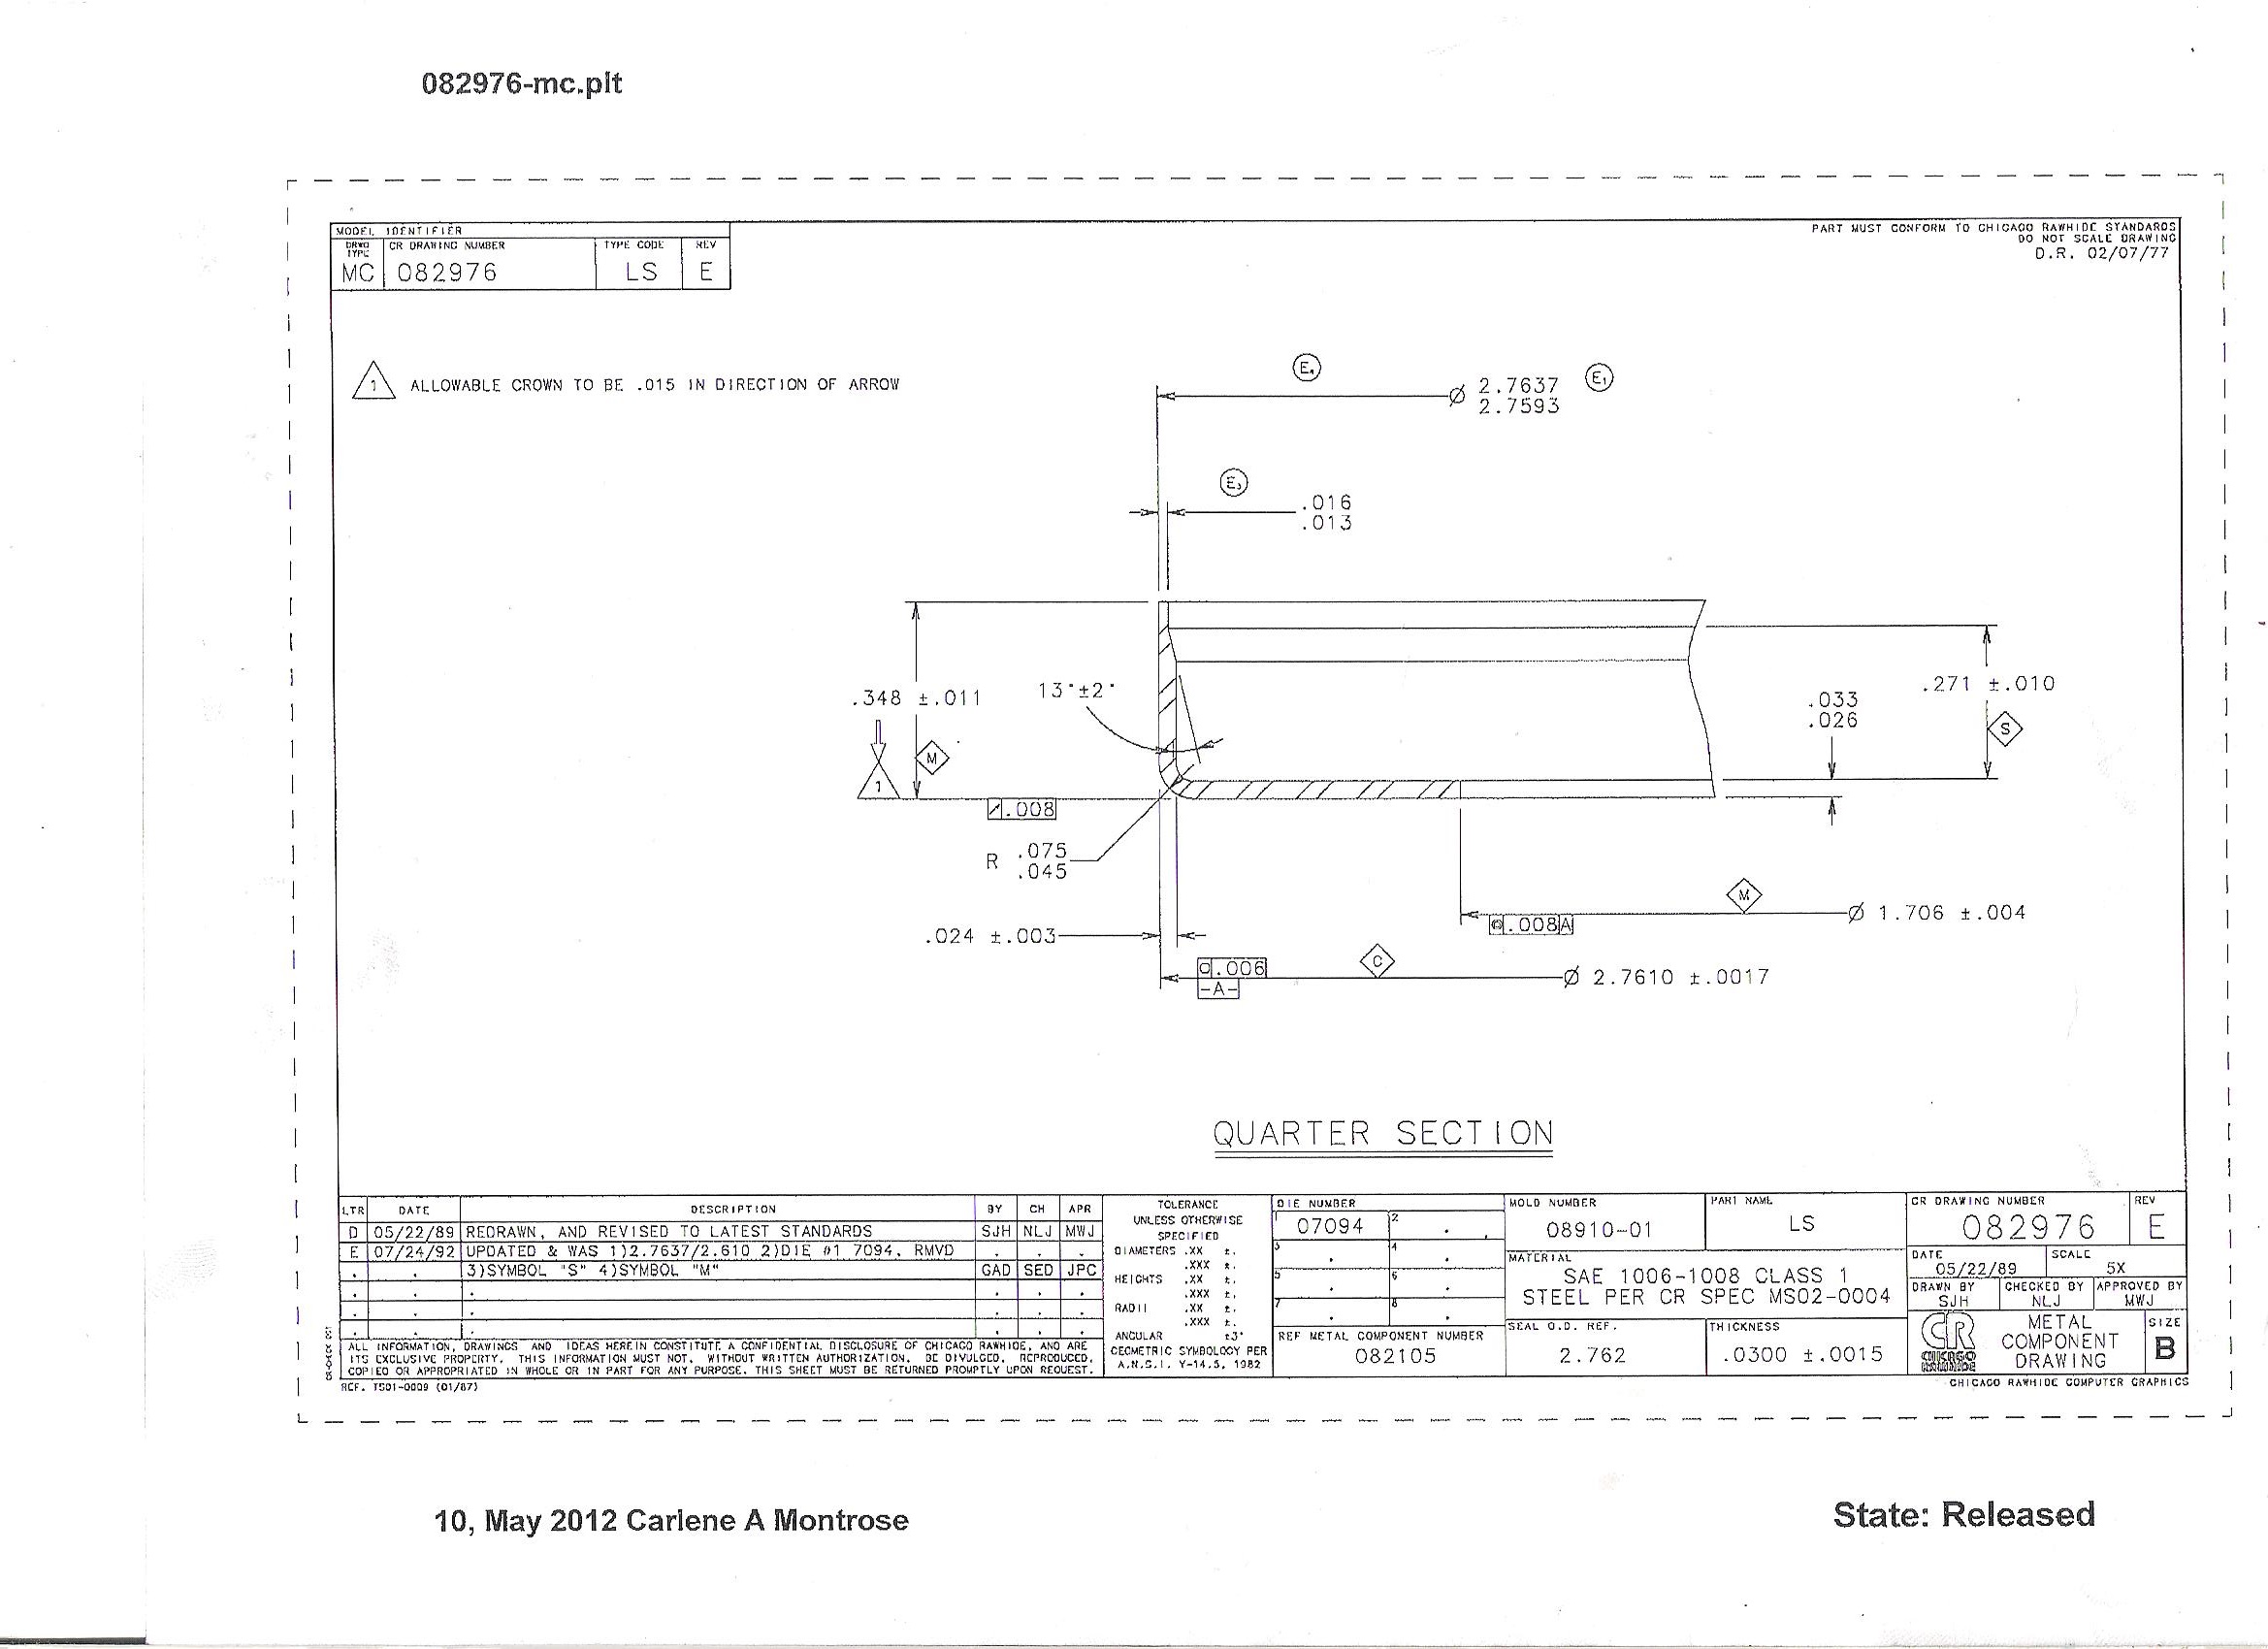 082976-mc.plt
MODEL IDENTIFIER
DRWG TYPE CR DRAWING NUMBER TYPE CODE REV
MC 082976 LS E
PART MUST CONFORM TO CHICAGO RAWHIDE STANDARDS
DO NOT SCALE DRAWING
D.R. 02/07/77
1 ALLOWABLE CROWN TO BE .015 IN DIRECTION OF ARROW
E4
Ø 2.7637 E1
2.7593
E3
.016
.013
.348 ±.011
13°±2°
M
1
.033
.026
.271 ±.010
S
.008
R .075
.045
M
Ø 1.706 ±.004
.008 A
.024 ±.003
C
.006
-A-
Ø 2.7610 ±.0017
QUARTER SECTION
LTR DATE DESCRIPTION BY CH APR
D 05/22/89 REDRAWN, AND REVISED TO LATEST STANDARDS SJH NLJ MWJ
E 07/24/92 UPDATED & WAS 1)2.7637/2.610 2)DIE #1 7094, RMVD
3)SYMBOL "S" 4)SYMBOL "M" GAD SED JPC
ALL INFORMATION, DRAWINGS AND IDEAS HEREIN CONSTITUTE A CONFIDENTIAL DISCLOSURE OF CHICAGO RAWHIDE, AND ARE
ITS EXCLUSIVE PROPERTY. THIS INFORMATION MUST NOT, WITHOUT WRITTEN AUTHORIZATION, BE DIVULGED, REPRODUCED,
COPIED OR APPROPRIATED IN WHOLE OR IN PART FOR ANY PURPOSE. THIS SHEET MUST BE RETURNED PROMPTLY UPON REQUEST.
REF. TS01-0009 (01/87)
TOLERANCE
UNLESS OTHERWISE
SPECIFIED
DIAMETERS .XX ±.
.XXX ±.
HEIGHTS .XX ±.
.XXX ±.
RADII .XX ±.
.XXX ±.
ANGULAR ±3°
GEOMETRIC SYMBOLOGY PER
A.N.S.I. Y-14.5, 1982
DIE NUMBER
1 07094 2
3 4
5 6
7 8
REF METAL COMPONENT NUMBER
082105
MOLD NUMBER
08910-01
PART NAME
LS
MATERIAL
SAE 1006-1008 CLASS 1
STEEL PER CR SPEC MS02-0004
SEAL O.D. REF.
2.762
THICKNESS
.0300 ±.0015
CR DRAWING NUMBER REV
082976 E
DATE SCALE
05/22/89 5X
DRAWN BY CHECKED BY APPROVED BY
SJH NLJ MWJ
CR
CHICAGO
RAWHIDE
METAL
COMPONENT
DRAWING
SIZE
B
CHICAGO RAWHIDE COMPUTER GRAPHICS
10, May 2012 Carlene A Montrose
State: Released